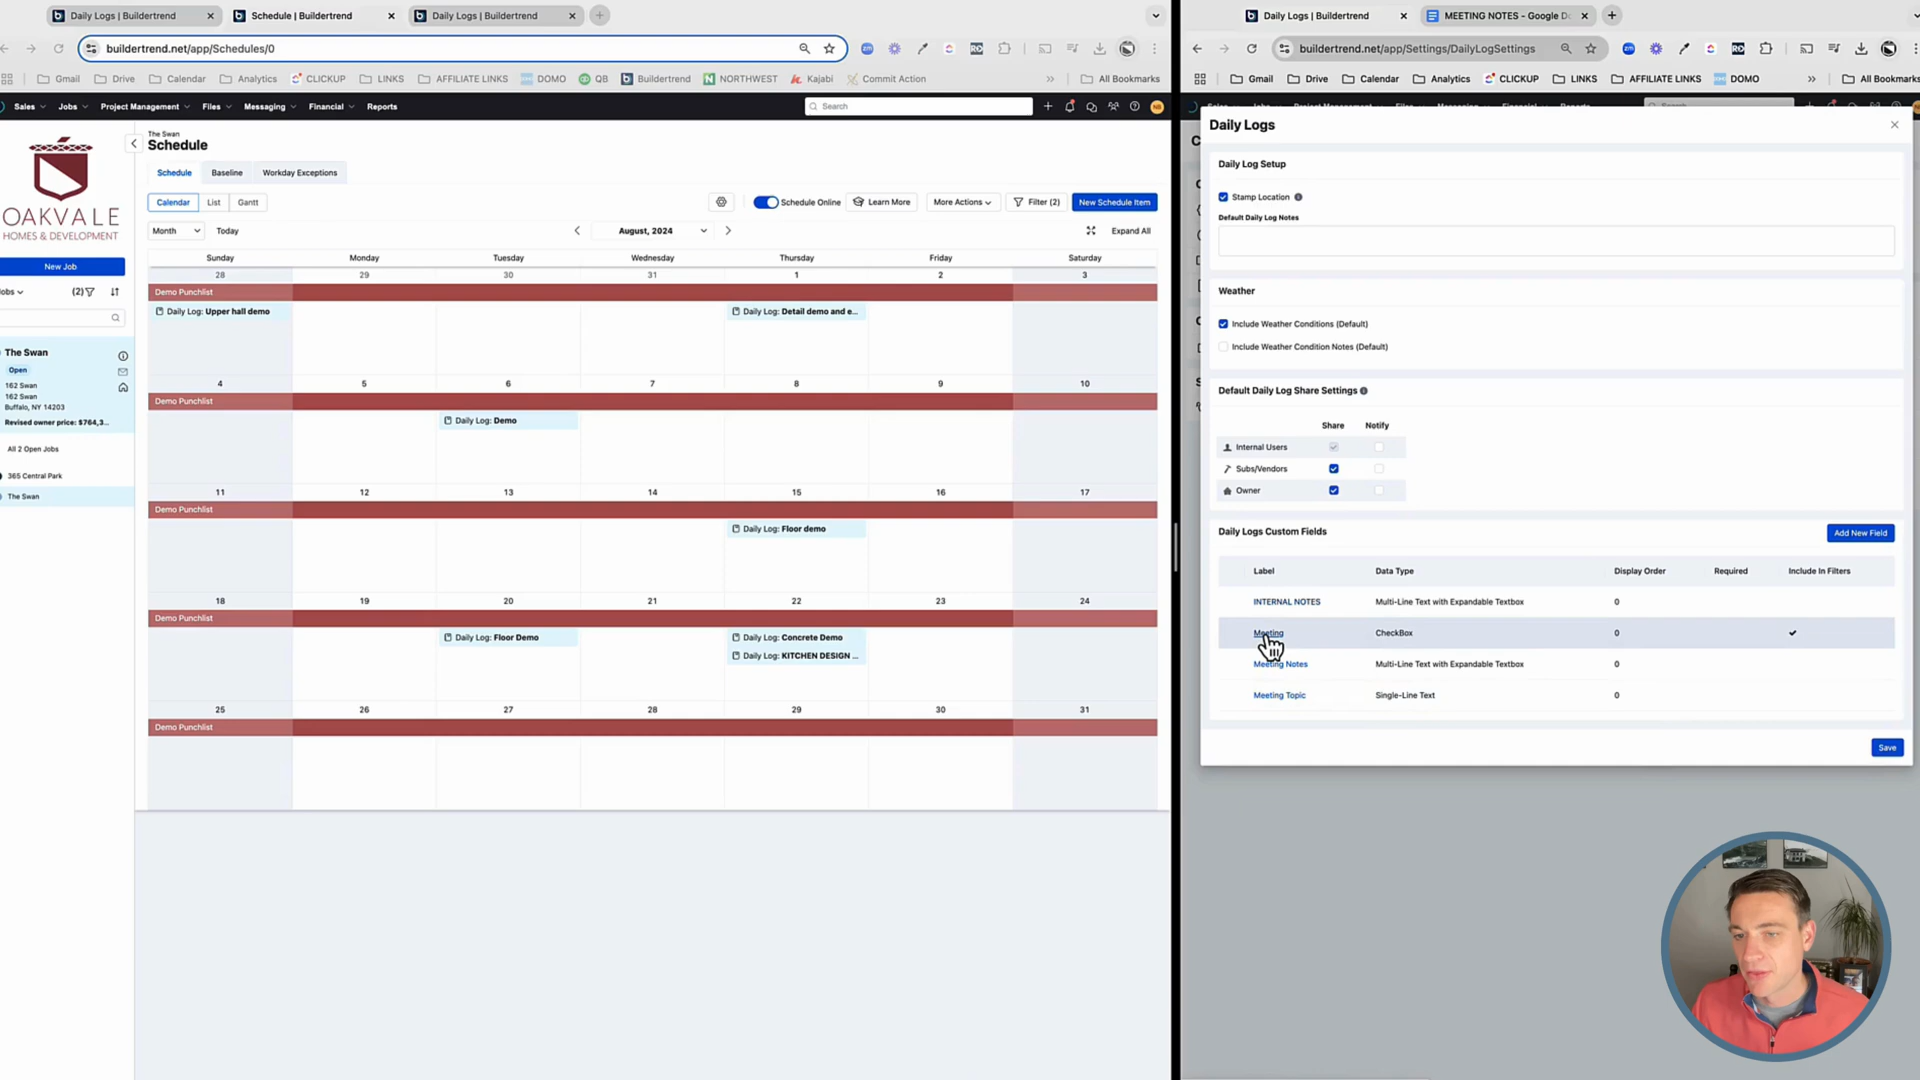 Daily Logs | Buildertrend
Schedule | Buildertrend
Daily Logs | Buildertrend
buildertrend.net/app/Schedules/0
Gmail Drive Calendar Analytics CLICKUP LINKS AFFILIATE LINKS DOMO QB Buildertrend NORTHWEST Kajabi Commit Action » All Bookmarks
Sales Jobs Project Management Files Messaging Financial Reports Search
OAKVALE
HOMES & DEVELOPMENT
New Job
obs (2)
The Swan
Open
162 Swan
162 Swan
Buffalo, NY 14203
Revised owner price: $764,3...
All 2 Open Jobs
365 Central Park
The Swan
The Swan
Schedule
Schedule Baseline Workday Exceptions
Calendar List Gantt Schedule Online Learn More More Actions Filter (2) New Schedule Item
Month Today August, 2024 Expand All
Sunday Monday Tuesday Wednesday Thursday Friday Saturday
28 29 30 31 1 2 3
Demo Punchlist
Daily Log: Upper hall demo Daily Log: Detail demo and e...
4 5 6 7 8 9 10
Demo Punchlist
Daily Log: Demo
11 12 13 14 15 16 17
Demo Punchlist
Daily Log: Floor demo
18 19 20 21 22 23 24
Demo Punchlist
Daily Log: Floor Demo Daily Log: Concrete Demo
Daily Log: KITCHEN DESIGN ...
25 26 27 28 29 30 31
Demo Punchlist
Daily Logs | Buildertrend
MEETING NOTES - Google Do
buildertrend.net/app/Settings/DailyLogSettings
Gmail Drive Calendar Analytics CLICKUP LINKS AFFILIATE LINKS DOMO » All Bookmarks
Daily Logs
Daily Log Setup
Stamp Location
Default Daily Log Notes
Weather
Include Weather Conditions (Default)
Include Weather Condition Notes (Default)
Default Daily Log Share Settings
Share Notify
Internal Users
Subs/Vendors
Owner
Daily Logs Custom Fields Add New Field
Label Data Type Display Order Required Include In Filters
INTERNAL NOTES Multi-Line Text with Expandable Textbox 0
Meeting CheckBox 0
Meeting Notes Multi-Line Text with Expandable Textbox 0
Meeting Topic Single-Line Text 0
Save